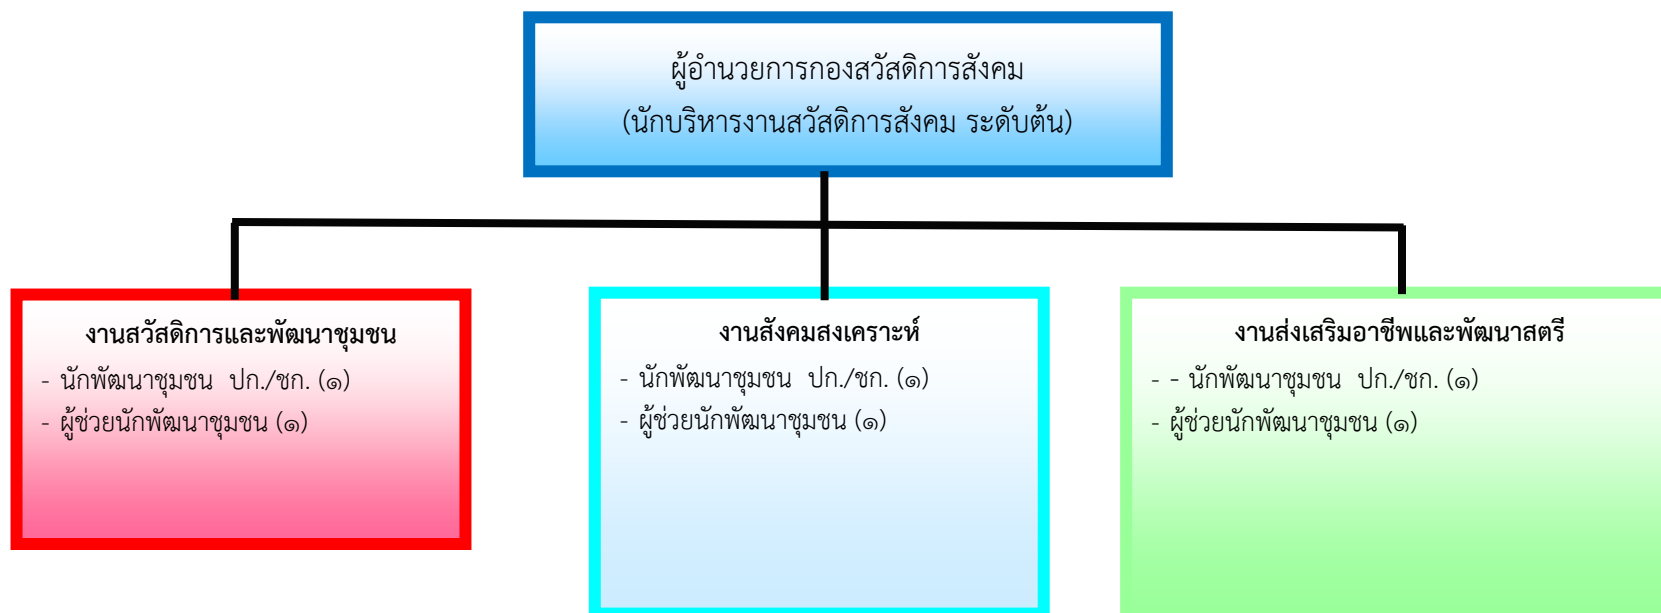 ผู้อำนวยการกองสวัสดิการสังคม
(นักบริหารงานสวัสดิการสังคม ระดับต้น)
งานสวัสดิการและพัฒนาชุมชน
- นักพัฒนาชุมชน ปก./ชก. (๑)
- ผู้ช่วยนักพัฒนาชุมชน (๑)
งานสังคมสงเคราะห์
- นักพัฒนาชุมชน ปก./ชก. (๑)
- ผู้ช่วยนักพัฒนาชุมชน (๑)
งานส่งเสริมอาชีพและพัฒนาสตรี
- - นักพัฒนาชุมชน ปก./ชก. (๑)
- ผู้ช่วยนักพัฒนาชุมชน (๑)